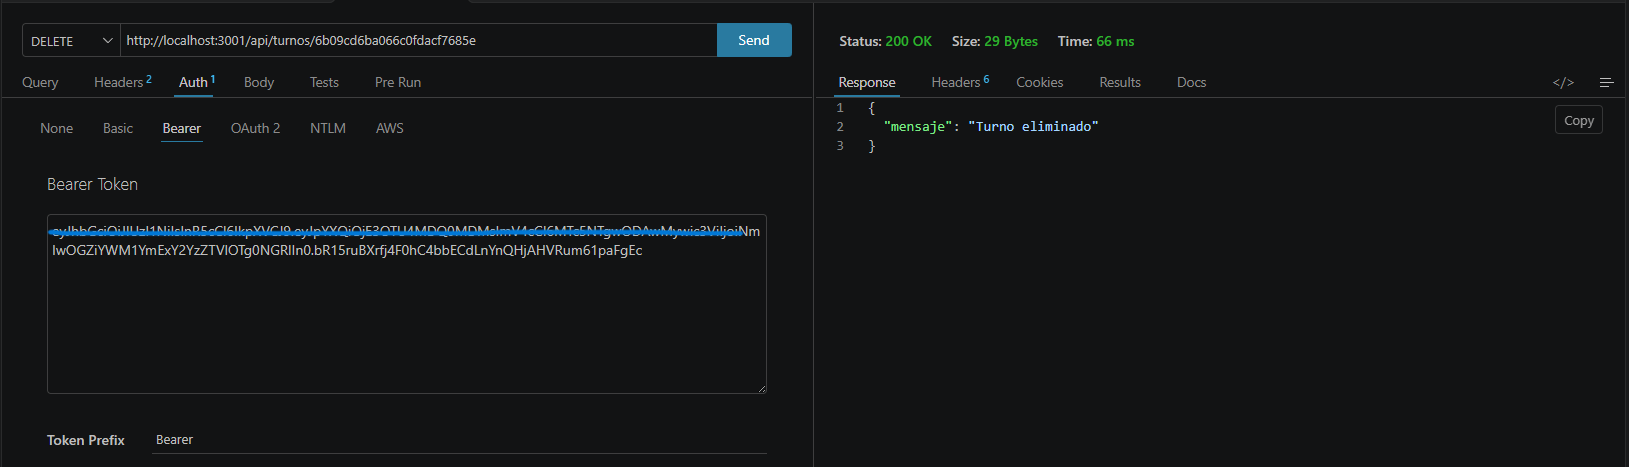 DELETE http://localhost:3001/api/turnos/6b09cd6ba066c0fdacf7685e Send
Query Headers 2 Auth 1 Body Tests Pre Run
None Basic Bearer OAuth 2 NTLM AWS
Bearer Token
Token Prefix Bearer
Status: 200 OK Size: 29 Bytes Time: 66 ms
Response Headers 6 Cookies Results Docs </>
1 {
2 "mensaje": "Turno eliminado"
3 }
Copy